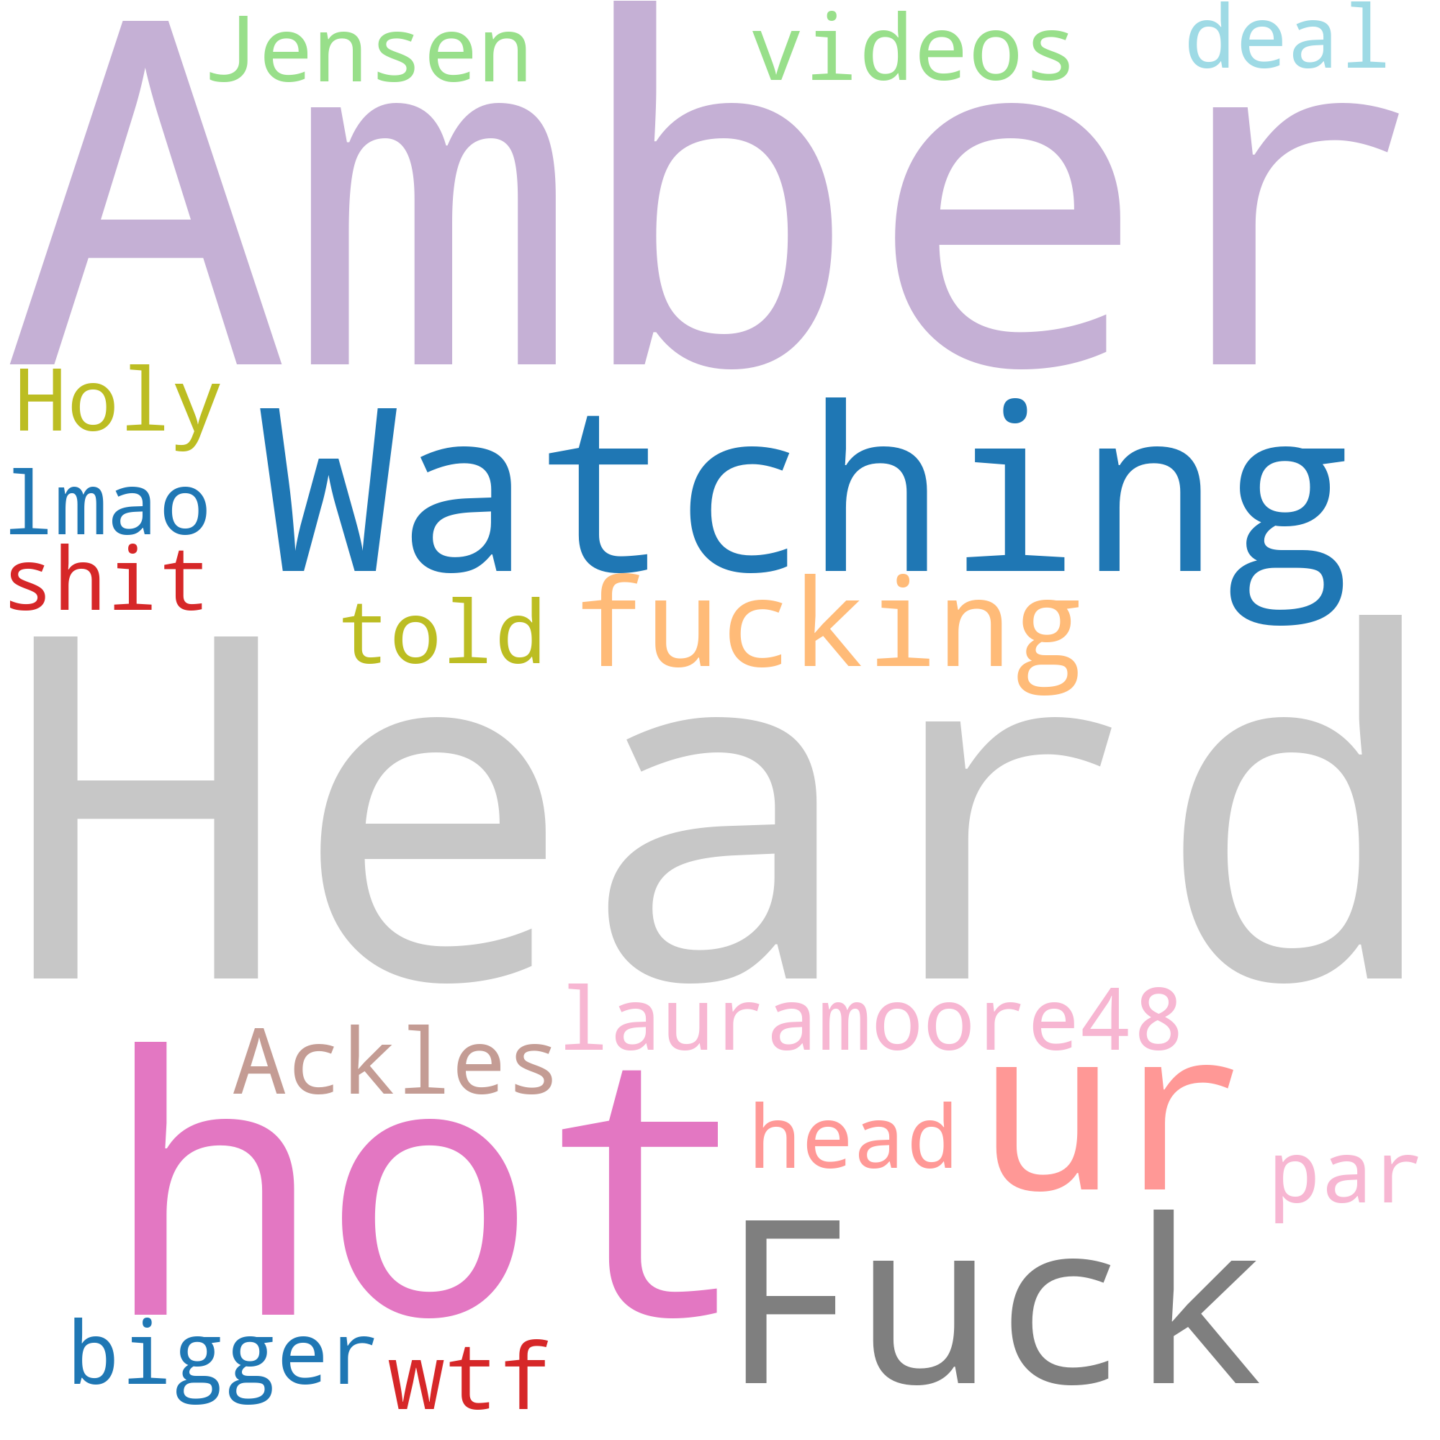 Jensen videos deal
Amber
Holy
Watching
lmao
shit
told fucking
Heard
lauramoore48
Ackles
hot ur
head
par
Fuck
bigger
wtf